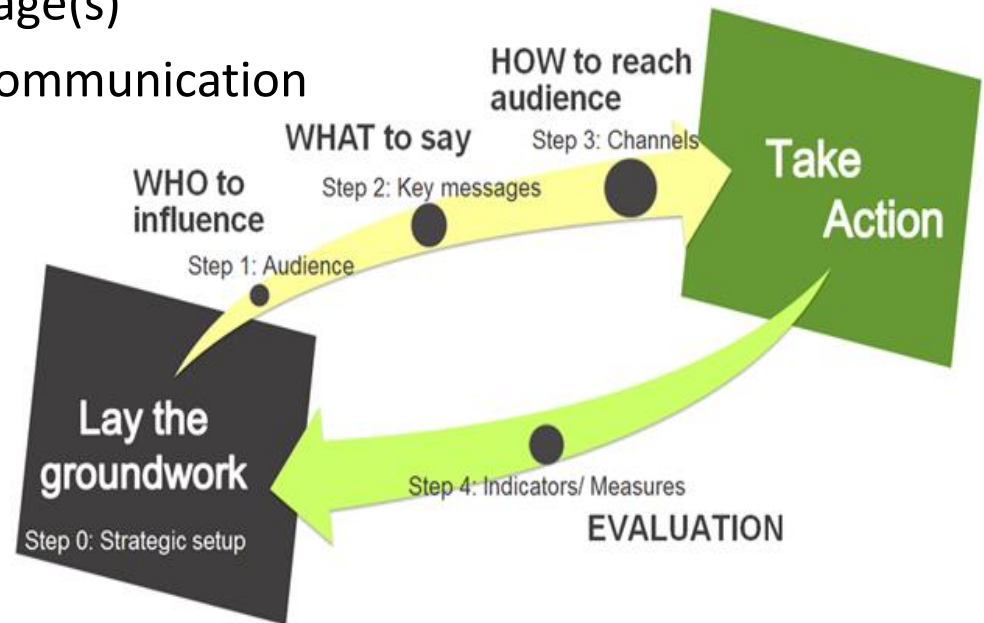 age(s)
ommunication
HOW to reach
audience
WHAT to say
Step 3: Channels
WHO to
influence
Step 2: Key messages
Step 1: Audience
Take
Action
Lay the
groundwork
Step 0: Strategic setup
Step 4: Indicators/ Measures
EVALUATION